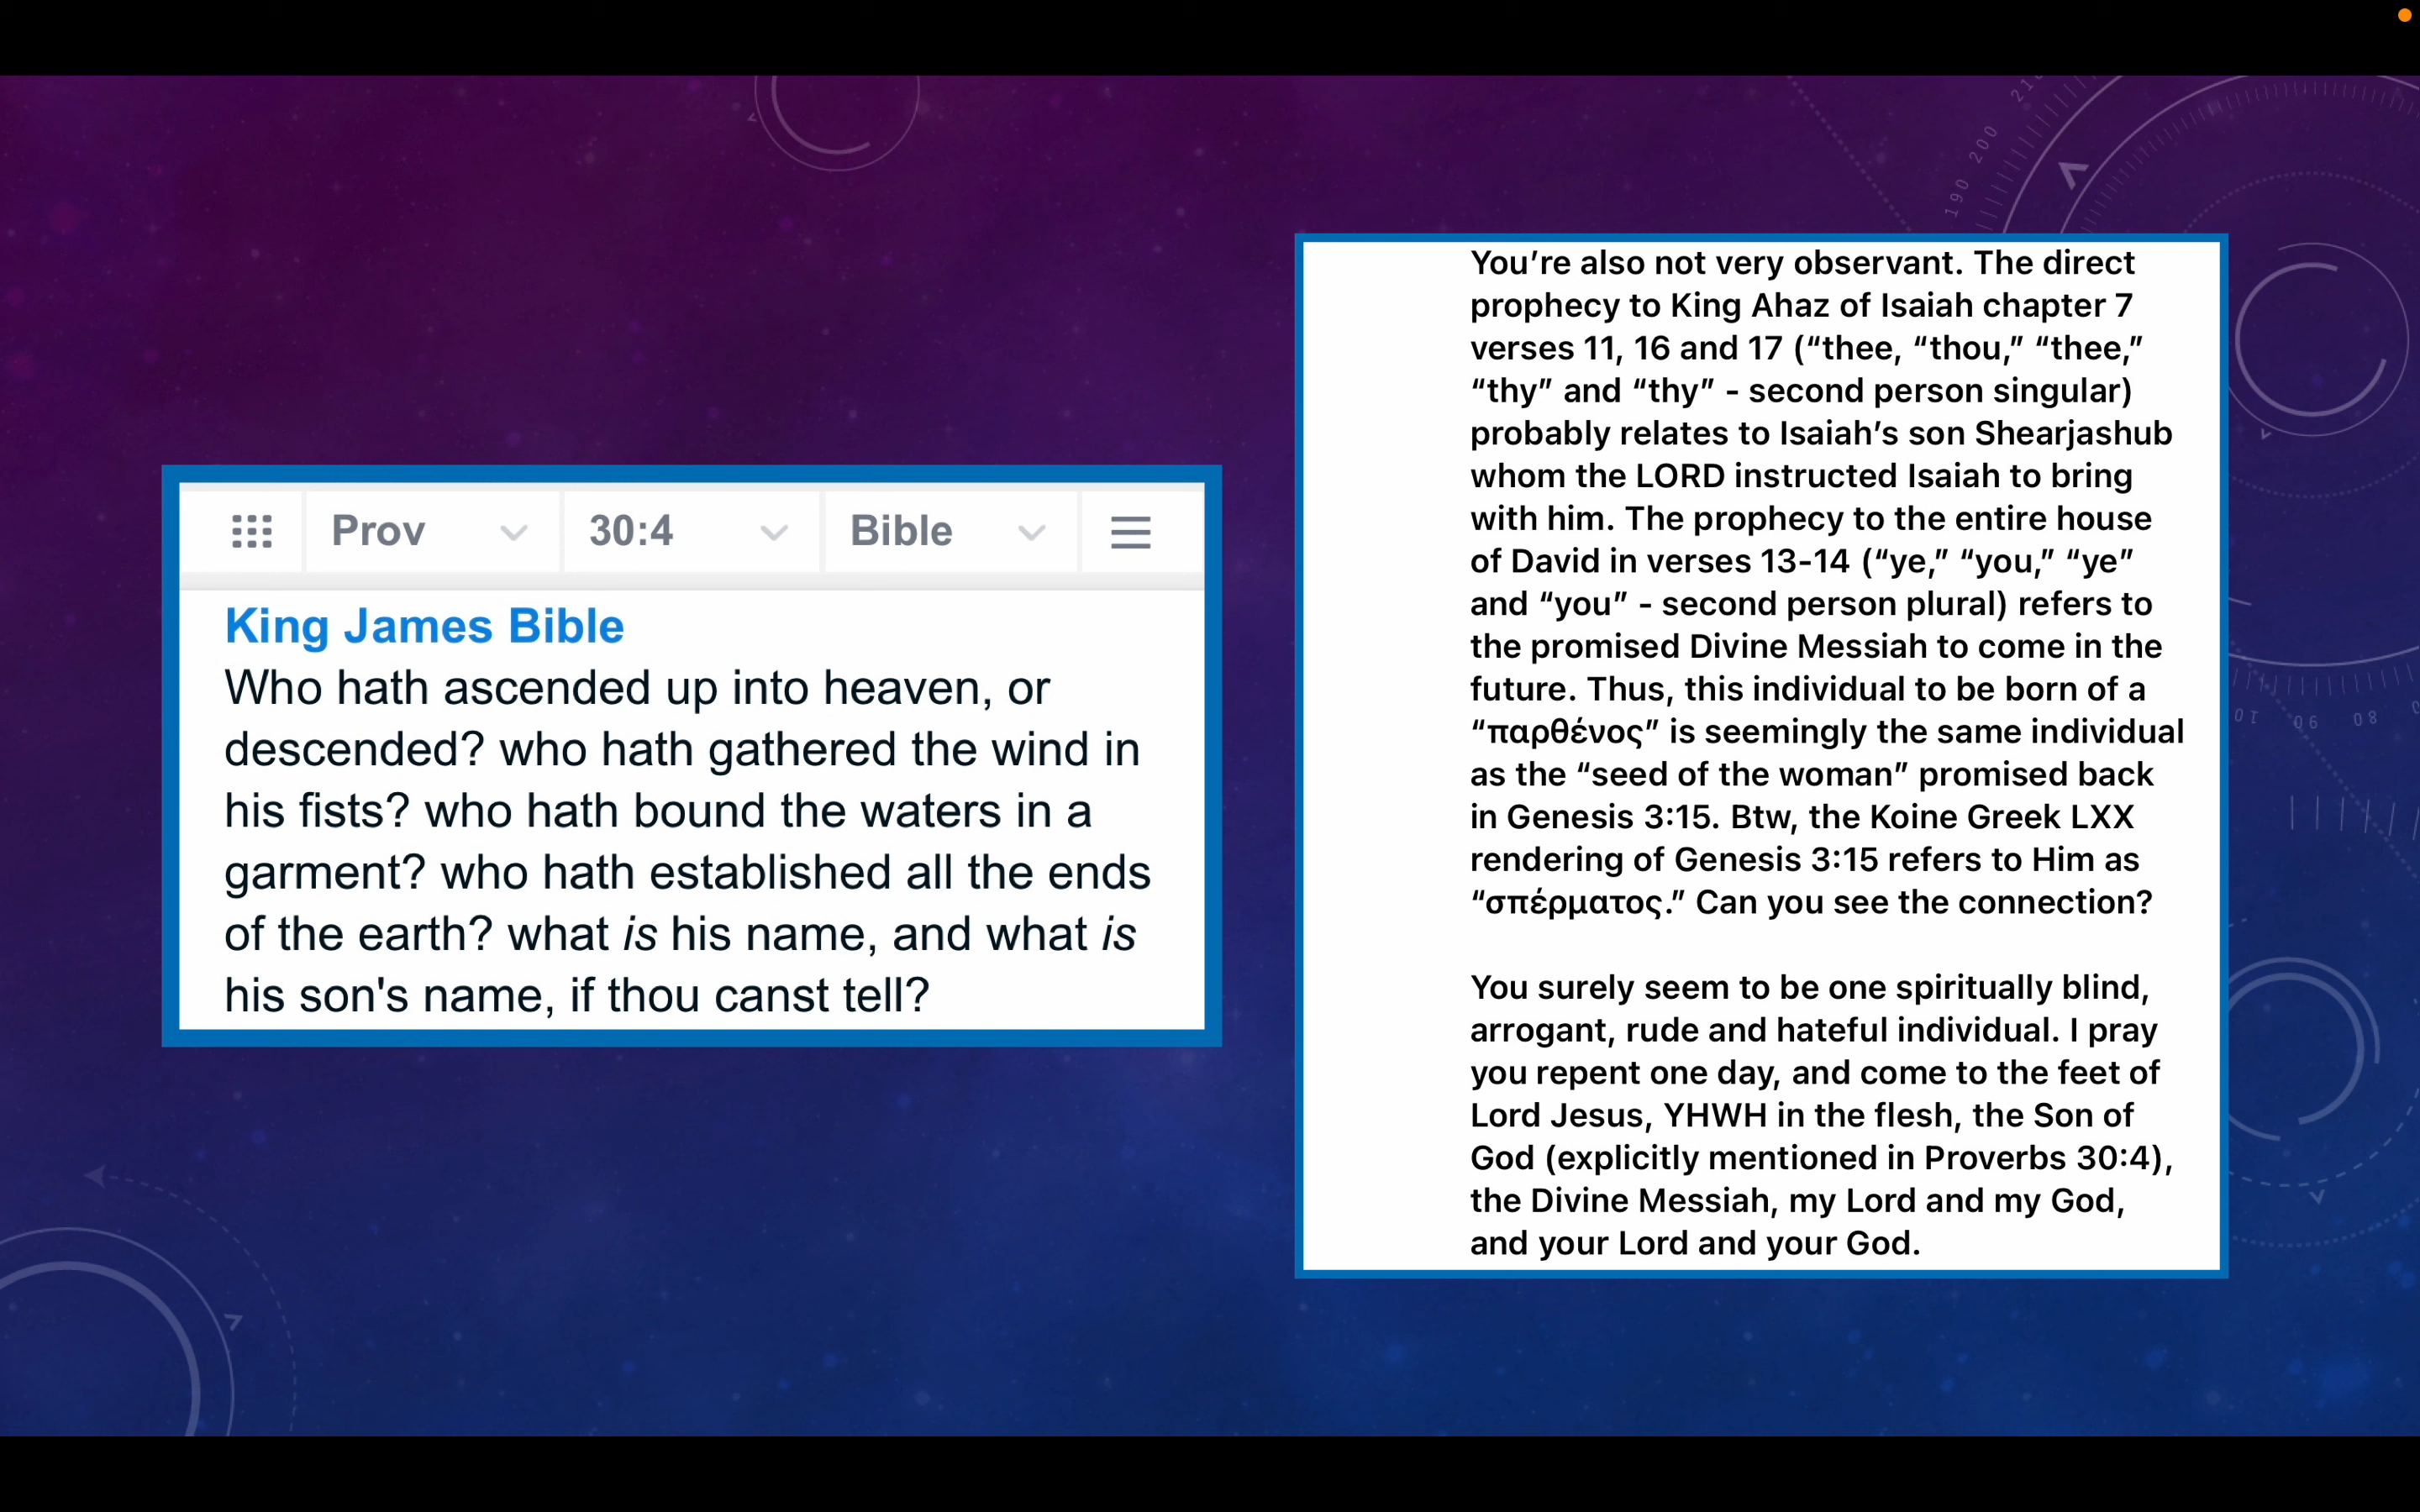 Prov
30:4
Bible
King James Bible
Who hath ascended up into heaven, or
descended? who hath gathered the wind in
his fists? who hath bound the waters in a
garment? who hath established all the ends
of the earth? what is his name, and what is
his son's name, if thou canst tell?
You’re also not very observant. The direct
prophecy to King Ahaz of Isaiah chapter 7
verses 11, 16 and 17 (“thee, “thou,” “thee,”
“thy” and “thy” - second person singular)
probably relates to Isaiah’s son Shearjashub
whom the LORD instructed Isaiah to bring
with him. The prophecy to the entire house
of David in verses 13-14 (“ye,” “you,” “ye”
and “you” - second person plural) refers to
the promised Divine Messiah to come in the
future. Thus, this individual to be born of a
“παρθένος” is seemingly the same individual
as the “seed of the woman” promised back
in Genesis 3:15. Btw, the Koine Greek LXX
rendering of Genesis 3:15 refers to Him as
“σπέρματος.” Can you see the connection?
You surely seem to be one spiritually blind,
arrogant, rude and hateful individual. I pray
you repent one day, and come to the feet of
Lord Jesus, YHWH in the flesh, the Son of
God (explicitly mentioned in Proverbs 30:4),
the Divine Messiah, my Lord and my God,
and your Lord and your God.
190 200